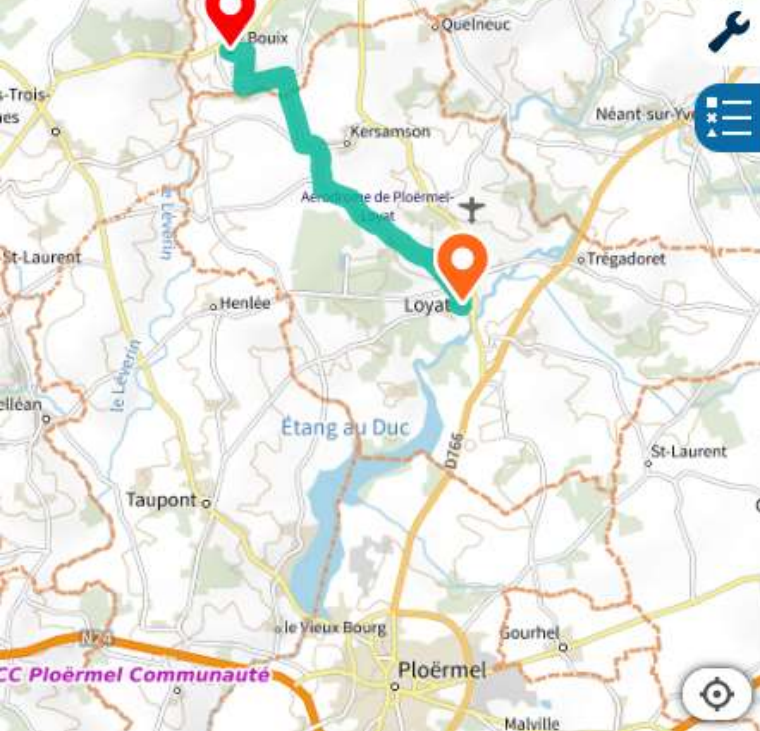 Quelneuc
Bouix
s-Trois-
nes
Néant-sur-Yve
Kersamson
Aérodrome de Ploërmel-
Loyat
le Léverin
St-Laurent
Trégadoret
Henlée
Loyat
le Léverin
elléan
Étang au Duc
D766
St-Laurent
Taupont
le Vieux Bourg
Gourhel
N24
CC Ploërmel Communauté
Ploërmel
Malville